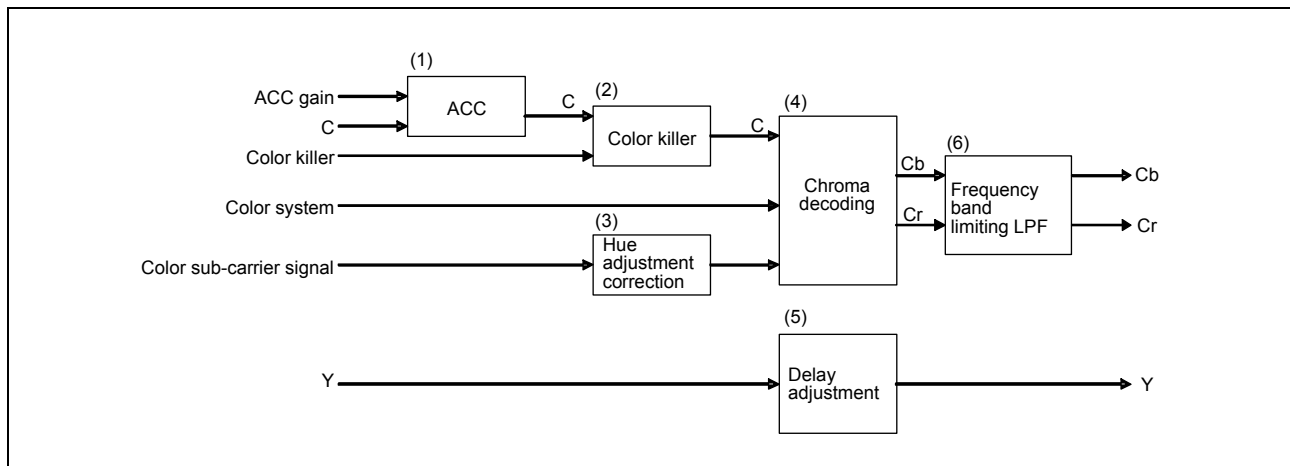 (1)
ACC gain
C
ACC
C
(2)
Color killer
Color killer
C
(4)
Color system
Chroma
decoding
Cb
Cr
(6)
Frequency
band
limiting LPF
Cb
Cr
(3)
Color sub-carrier signal
Hue
adjustment
correction
(5)
Y
Delay
adjustment
Y